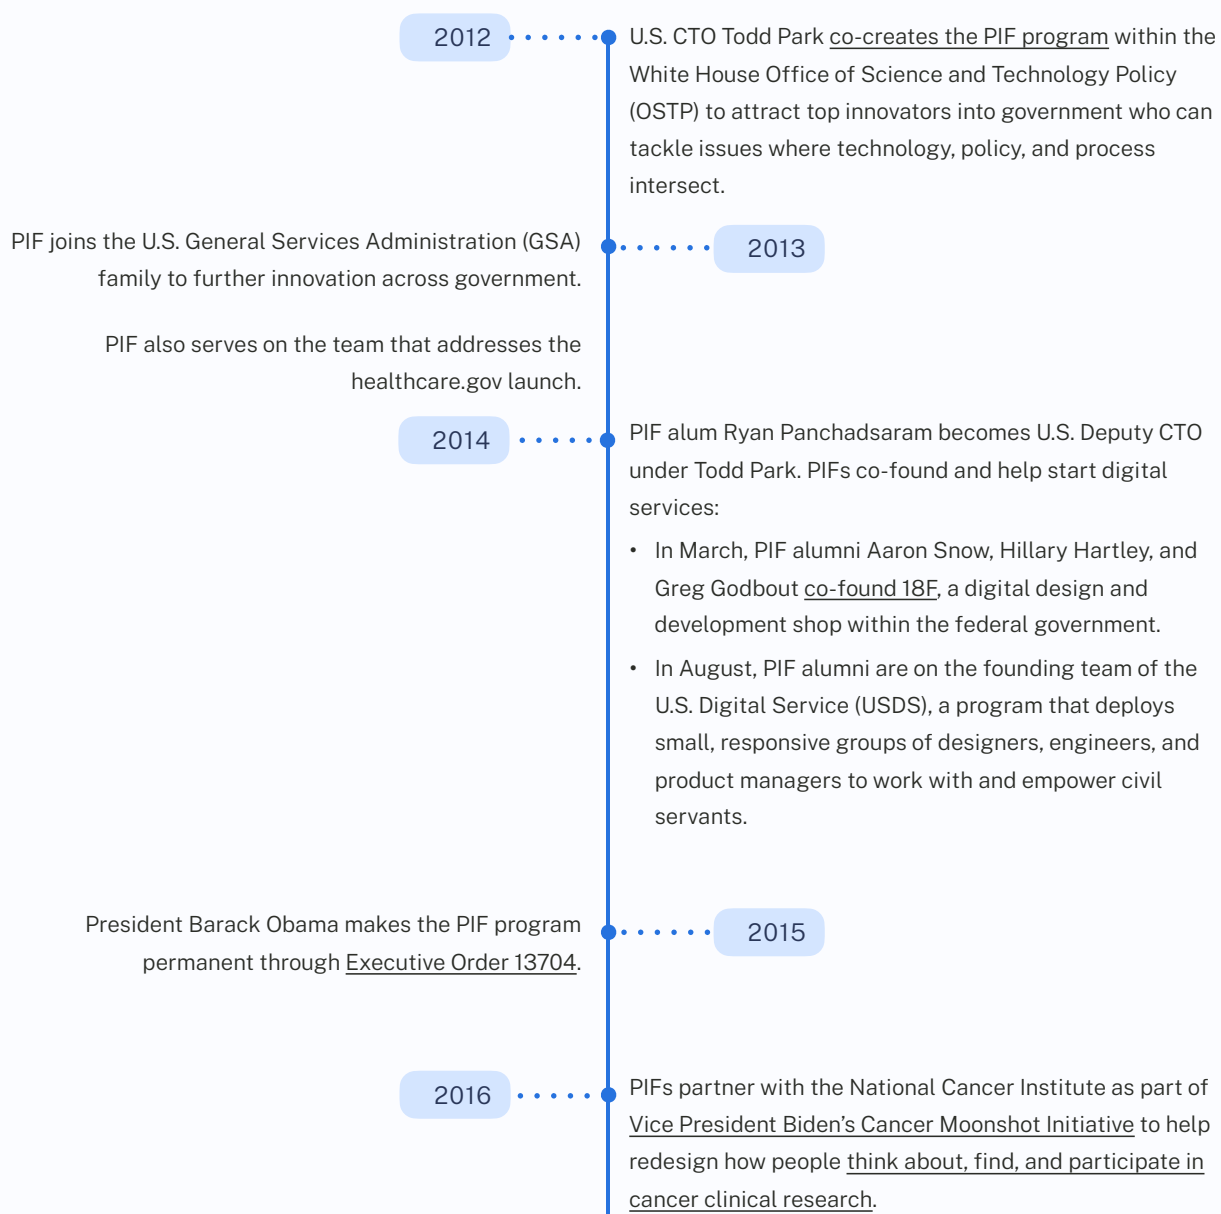 2012
U.S. CTO Todd Park co-creates the PIF program within the
White House Office of Science and Technology Policy
(OSTP) to attract top innovators into government who can
tackle issues where technology, policy, and process
intersect.
2013
PIF joins the U.S. General Services Administration (GSA)
family to further innovation across government.
PIF also serves on the team that addresses the
healthcare.gov launch.
2014
PIF alum Ryan Panchadsaram becomes U.S. Deputy CTO
under Todd Park. PIFs co-found and help start digital
services:
• In March, PIF alumni Aaron Snow, Hillary Hartley, and
Greg Godbout co-found 18F, a digital design and
development shop within the federal government.
• In August, PIF alumni are on the founding team of the
U.S. Digital Service (USDS), a program that deploys
small, responsive groups of designers, engineers, and
product managers to work with and empower civil
servants.
2015
President Barack Obama makes the PIF program
permanent through Executive Order 13704.
2016
PIFs partner with the National Cancer Institute as part of
Vice President Biden’s Cancer Moonshot Initiative to help
redesign how people think about, find, and participate in
cancer clinical research.